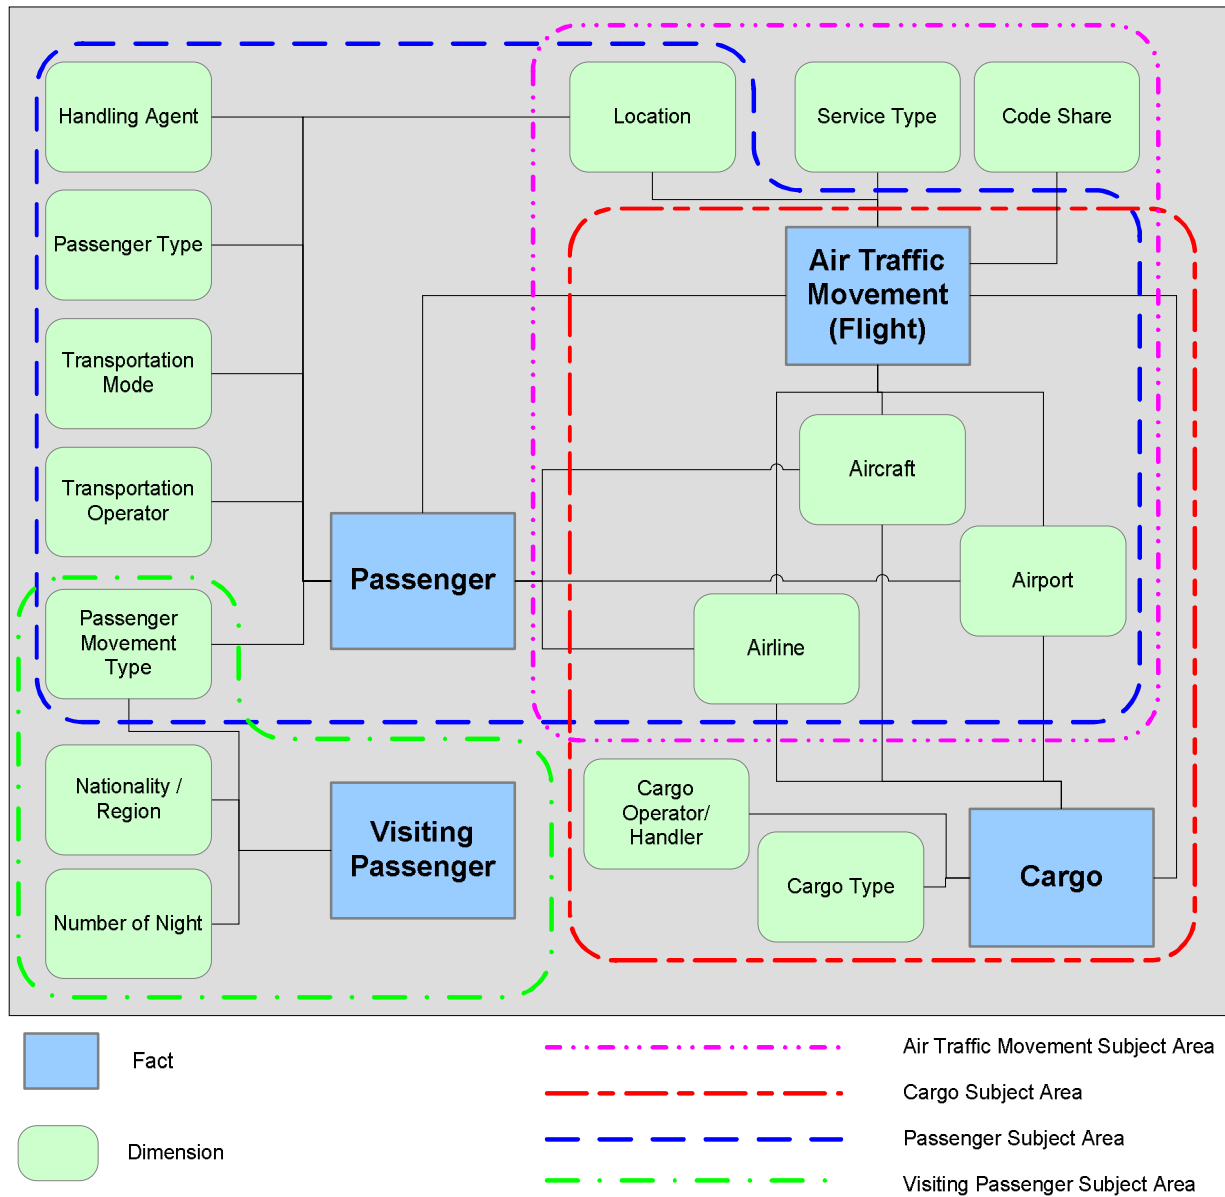 Handling Agent
Location
Service Type
Code Share
Passenger Type
Air Traffic
Movement
(Flight)
Transportation
Mode
Aircraft
Transportation
Operator
Passenger
Airport
Passenger
Movement
Type
Airline
Nationality /
Region
Cargo
Operator/
Handler
Visiting
Passenger
Cargo Type
Cargo
Number of Night
Fact
Dimension
Air Traffic Movement Subject Area
Cargo Subject Area
Passenger Subject Area
Visiting Passenger Subject Area